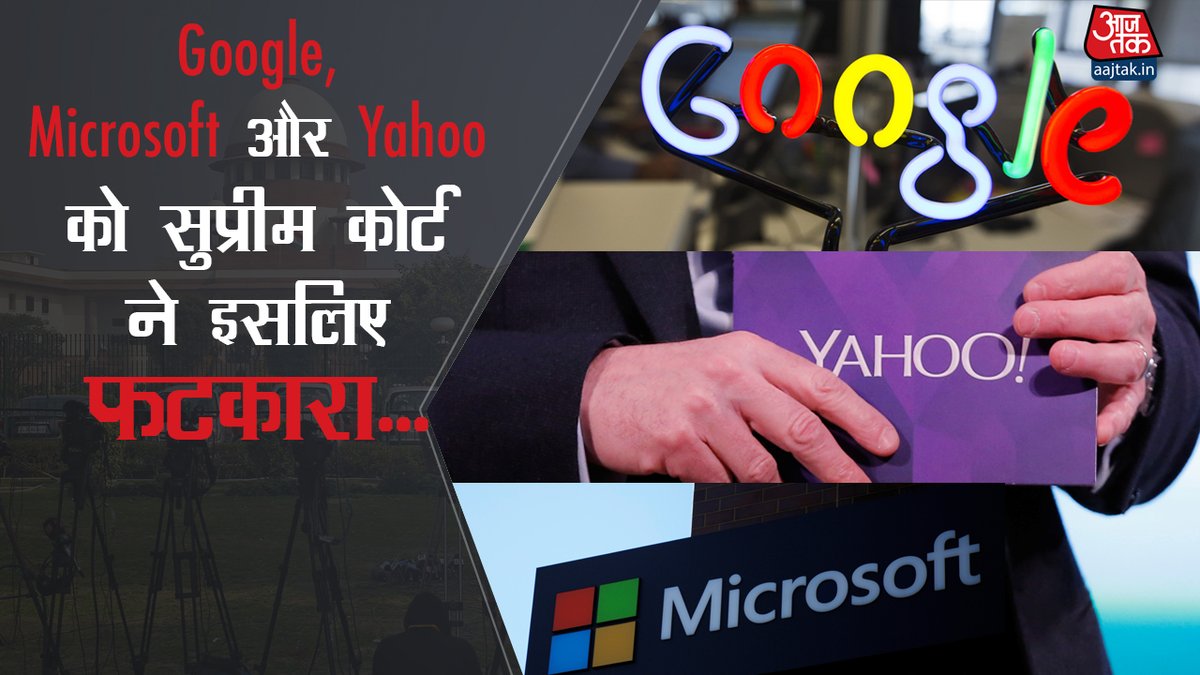 Google,
Microsoft और Yahoo
को सुप्रीम कोर्ट
ने इसलिए
फटकारा...
Google
आज
तक
aajtak.in
YAHOO!
Microsoft